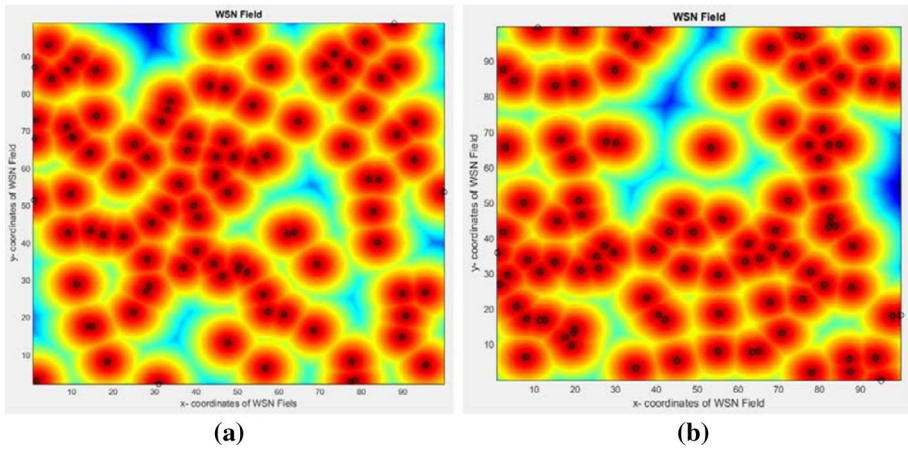 WSN Field
y- coordinates of WSN Field
90
80
70
60
50
40
30
20
10
10 20 30 40 50 60 70 80 90
x- coordinates of WSN Fiels
(a)
WSN Field
y- coordinates of WSN Field
90
80
70
60
50
40
30
20
10
10 20 30 40 50 60 70 80 90
x- coordinates of WSN Field
(b)